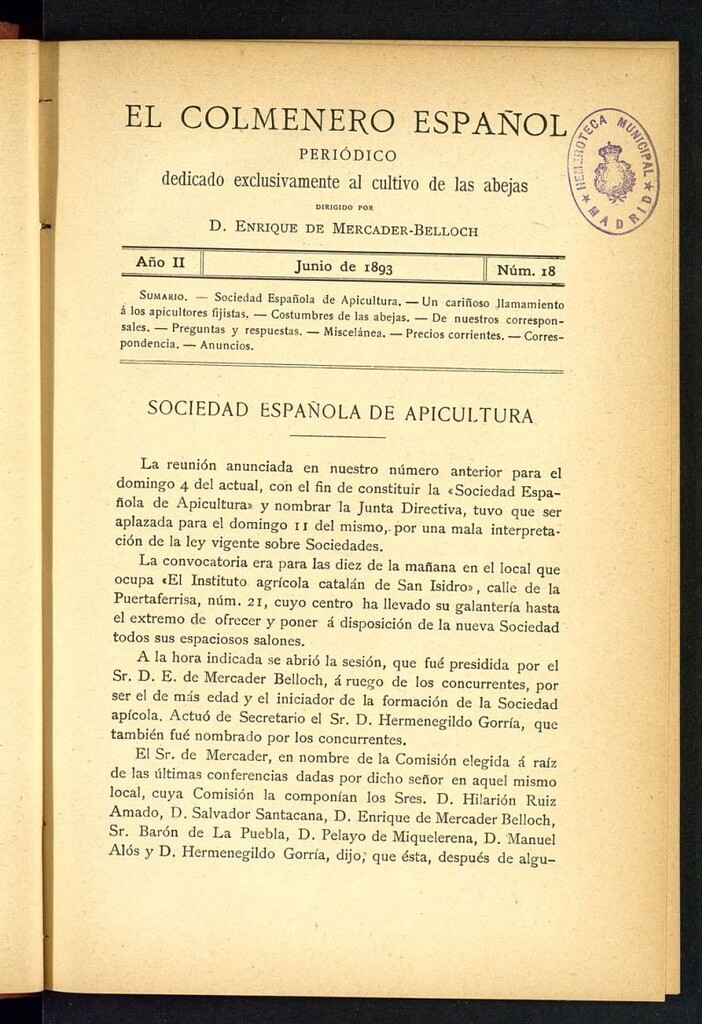 EL COLMENERO ESPAÑOL
PERIÓDICO
dedicado exclusivamente al cultivo de las abejas
DIRIGIDO POR
D. ENRIQUE DE MERCADER-BELLOCH
HEMEROTECA MUNICIPAL
★ MADRID ★
Año II
Junio de 1893
Núm. 18
SUMARIO. — Sociedad Española de Apicultura. — Un cariñoso llamamiento
á los apicultores fijistas. — Costumbres de las abejas. — De nuestros correspon-
sales. — Preguntas y respuestas. — Miscelánea. — Precios corrientes. — Corres-
pondencia. — Anuncios.
SOCIEDAD ESPAÑOLA DE APICULTURA
La reunión anunciada en nuestro número anterior para el
domingo 4 del actual, con el fin de constituir la «Sociedad Espa-
ñola de Apicultura» y nombrar la Junta Directiva, tuvo que ser
aplazada para el domingo 11 del mismo, por una mala interpreta-
ción de la ley vigente sobre Sociedades.
La convocatoria era para las diez de la mañana en el local que
ocupa «El Instituto agrícola catalán de San Isidro», calle de la
Puertaferrisa, núm. 21, cuyo centro ha llevado su galantería hasta
el extremo de ofrecer y poner á disposición de la nueva Sociedad
todos sus espaciosos salones.
A la hora indicada se abrió la sesión, que fué presidida por el
Sr. D. E. de Mercader Belloch, á ruego de los concurrentes, por
ser el de más edad y el iniciador de la formación de la Sociedad
apícola. Actuó de Secretario el Sr. D. Hermenegildo Gorría, que
también fué nombrado por los concurrentes.
El Sr. de Mercader, en nombre de la Comisión elegida á raíz
de las últimas conferencias dadas por dicho señor en aquel mismo
local, cuya Comisión la componían los Sres. D. Hilarión Ruiz
Amado, D. Salvador Santacana, D. Enrique de Mercader Belloch,
Sr. Barón de La Puebla, D. Pelayo de Miquelerena, D. Manuel
Alós y D. Hermenegildo Gorría, dijo, que ésta, después de algu-